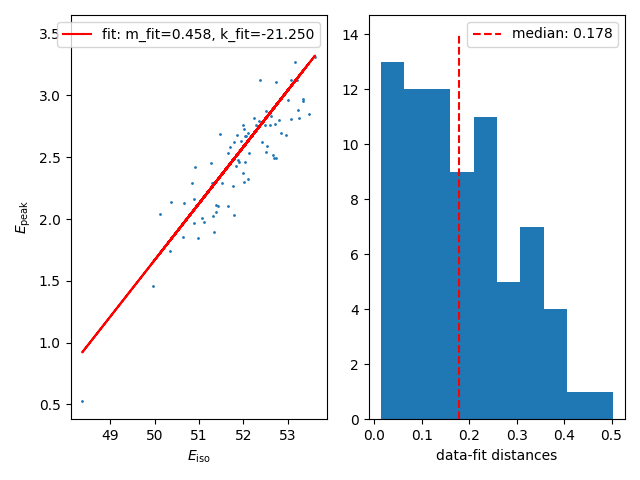 fit: m_fit=0.458, k_fit=-21.250
3.5
3.0
2.5
2.0
1.5
1.0
0.5
E_peak
49 50 51 52 53
E_iso
median: 0.178
14
12
10
8
6
4
2
0
0.0 0.1 0.2 0.3 0.4 0.5
data-fit distances